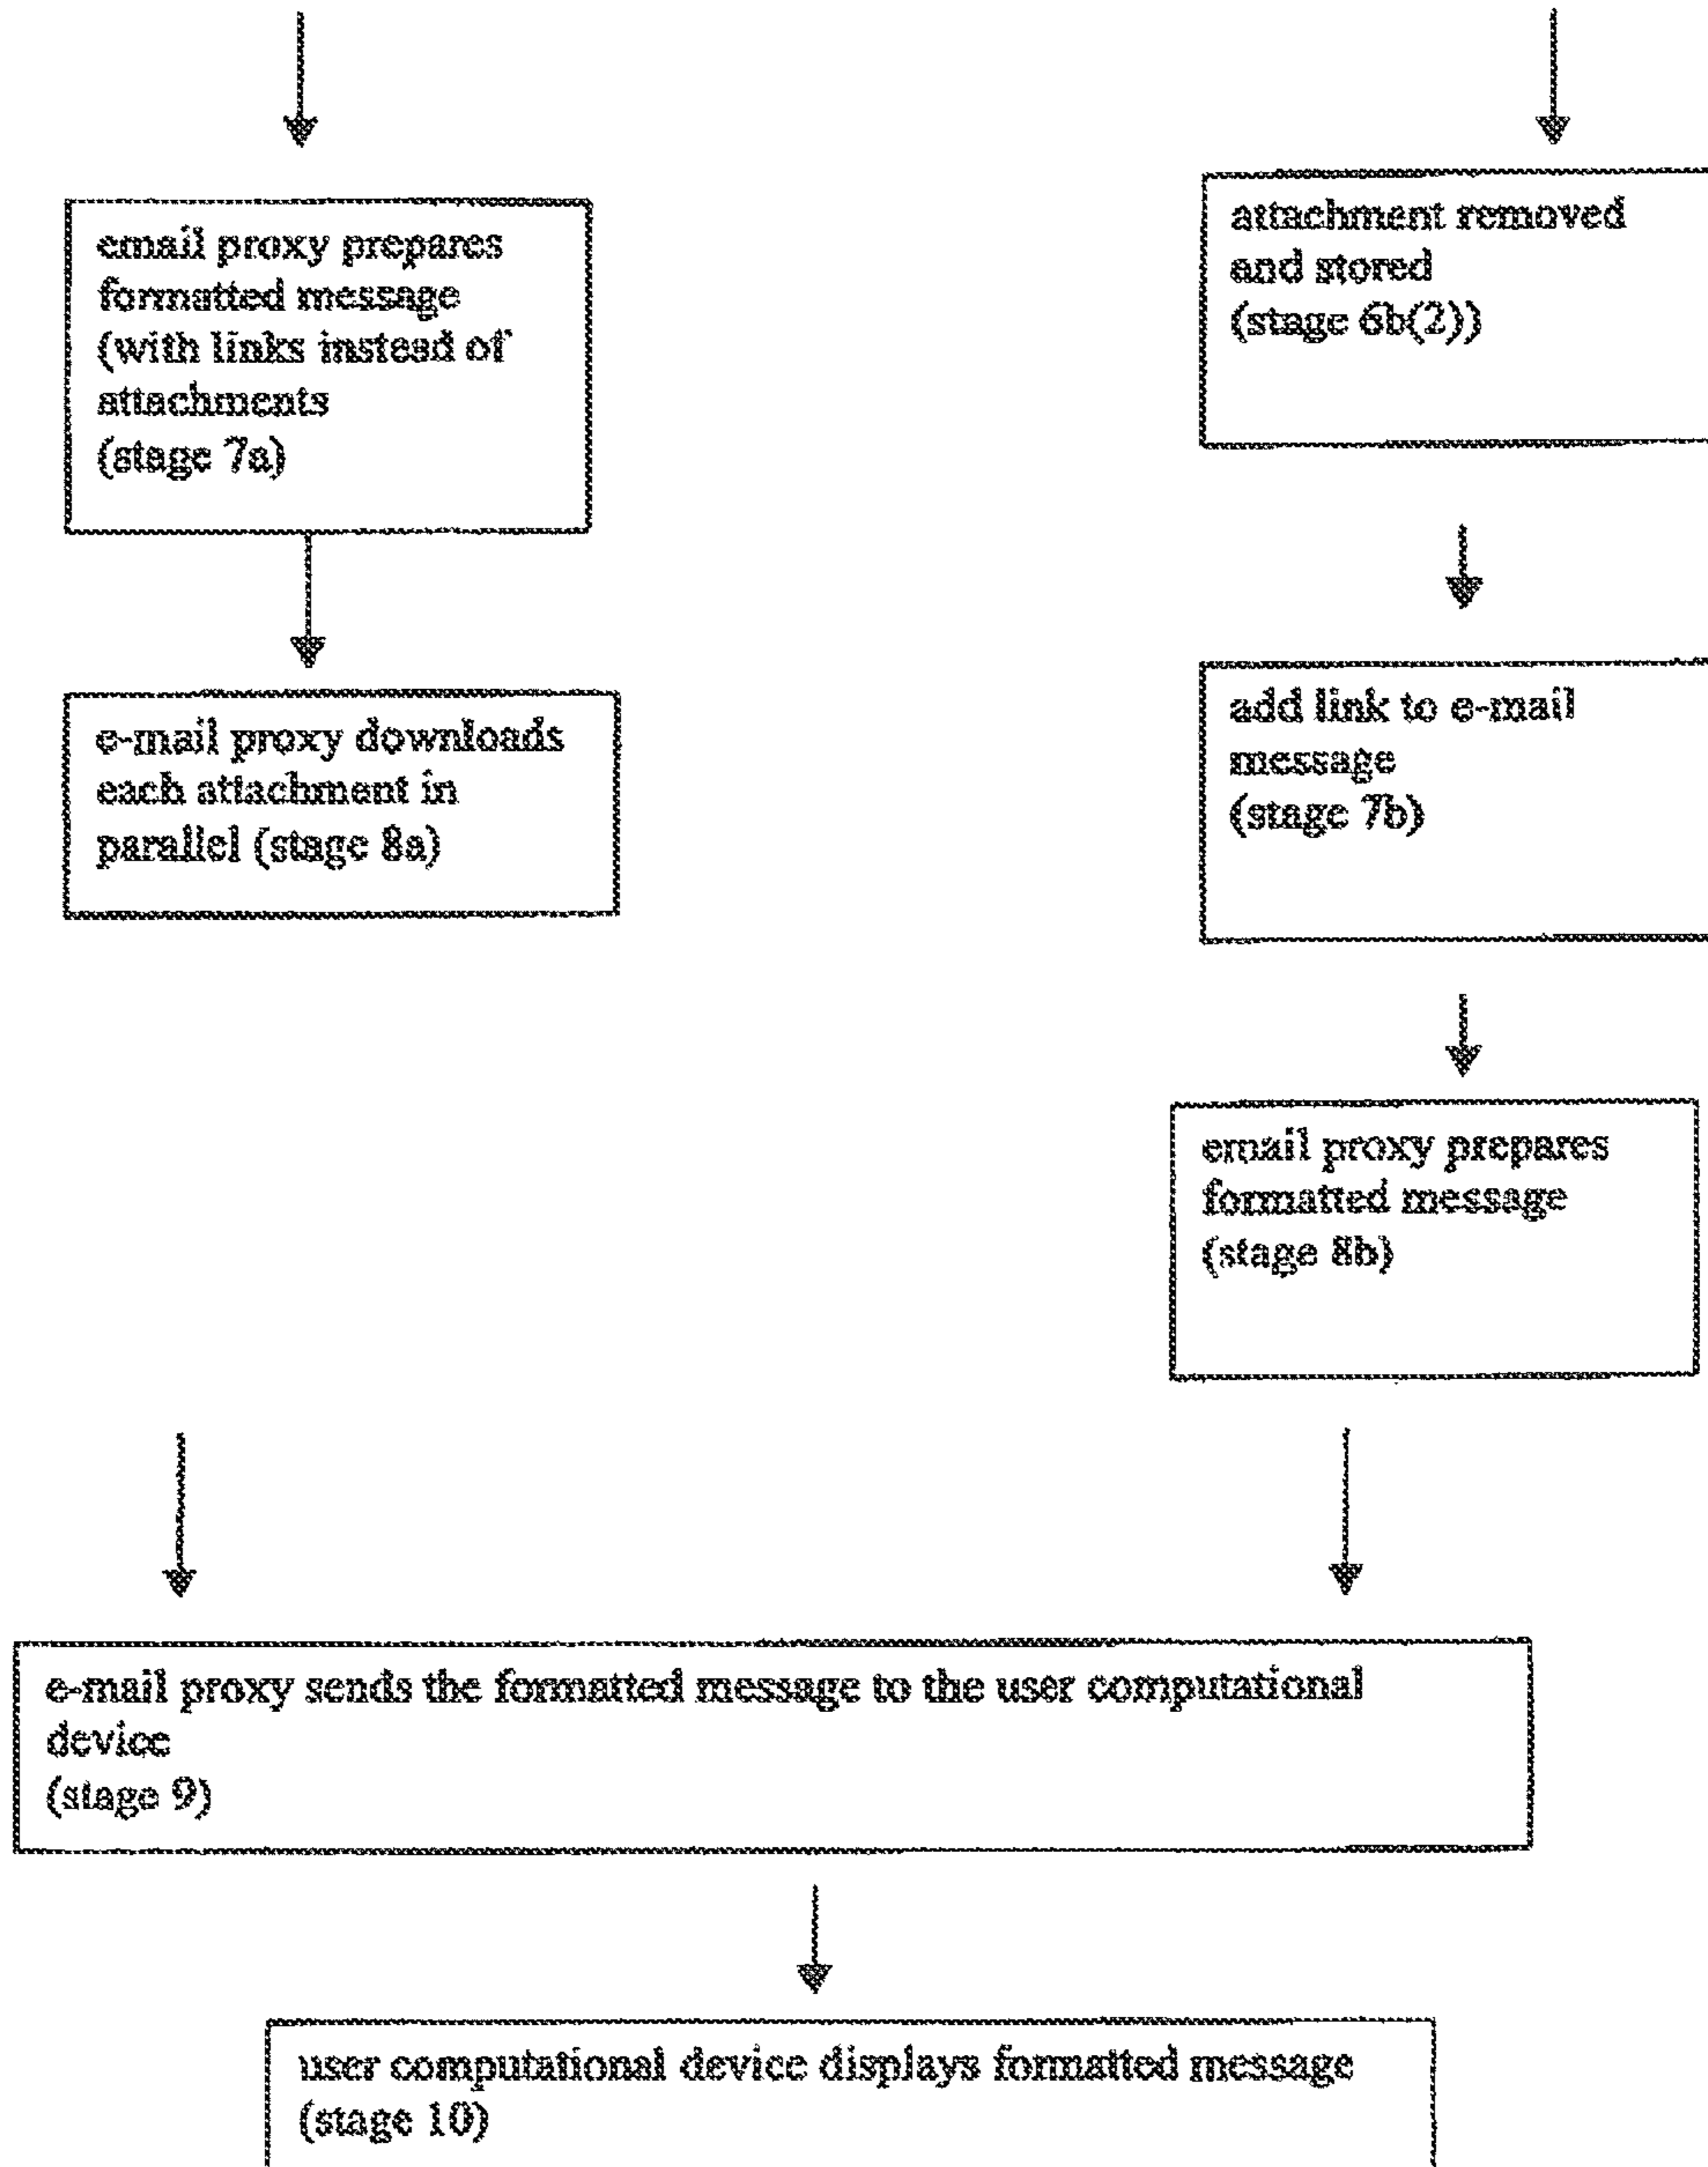 email proxy prepares
formatted message
(with links instead of
attachments
(stage 7a)
e-mail proxy downloads
each attachment in
parallel (stage 8a)
attachment removed
and stored
(stage 6b(2))
add link to e-mail
message
(stage 7b)
email proxy prepares
formatted message
(stage 8b)
e-mail proxy sends the formatted message to the user computational
device
(stage 9)
user computational device displays formatted message
(stage 10)